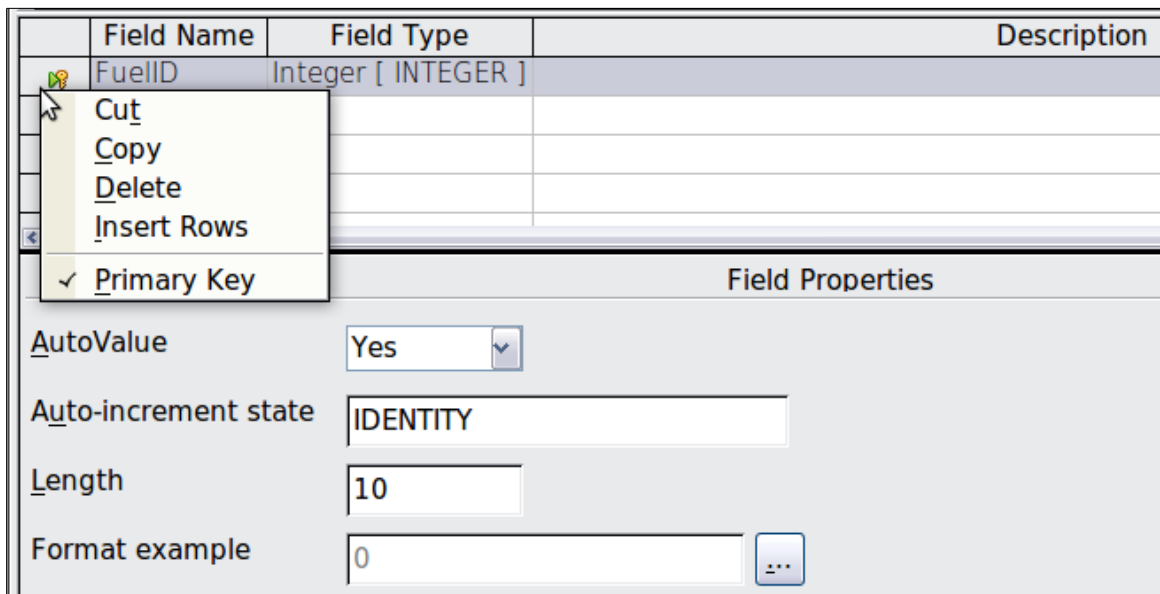 Field Name Field Type Description
FuelID Integer [ INTEGER ]
Cut
Copy
Delete
Insert Rows
Primary Key
Field Properties
AutoValue Yes
Auto-increment state IDENTITY
Length 10
Format example 0 ...